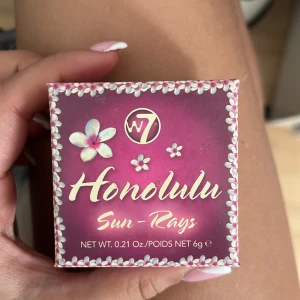 W7
Honolulu
Sun-Rays
NET WT. 0.21 Oz./POIDS NET 6g ℮